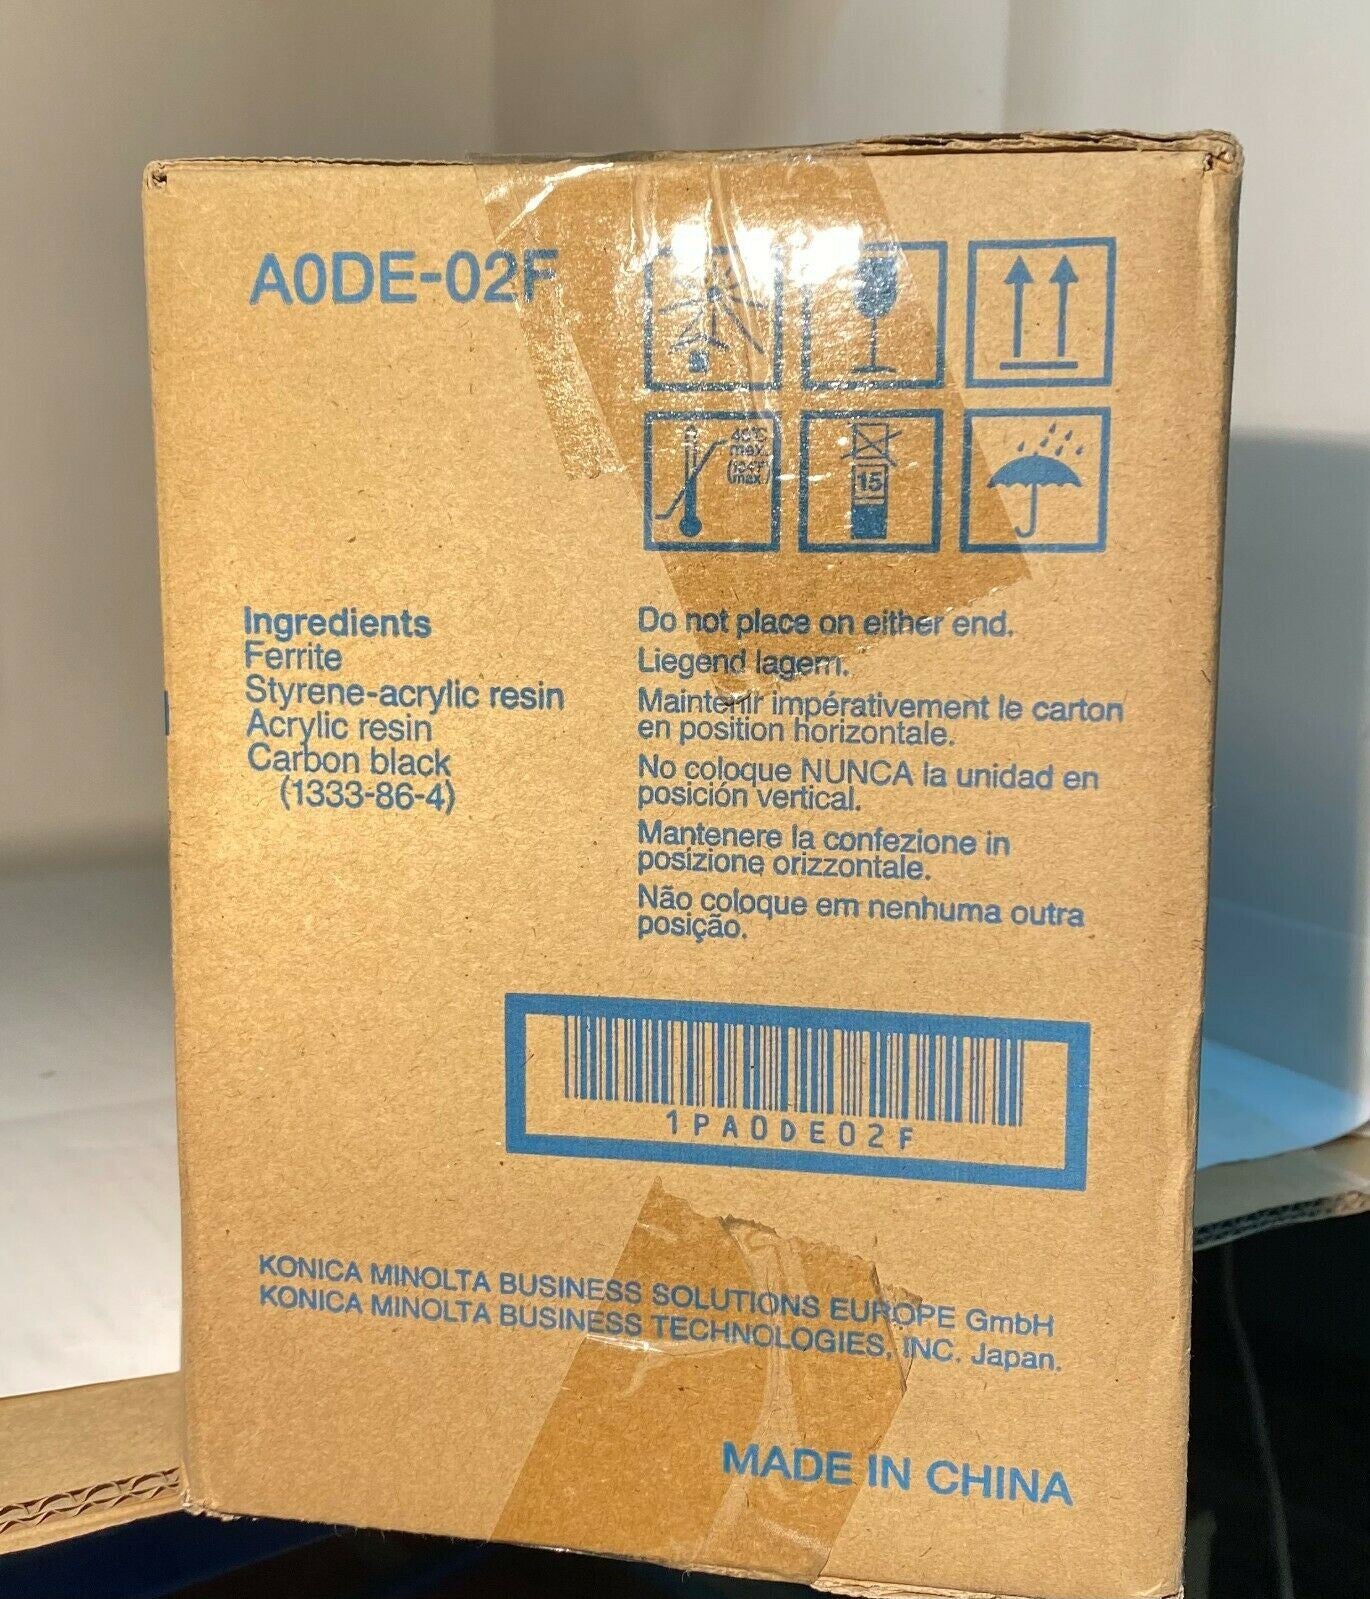 A0DE-02F
40°C
max.
(104°F
max.)
15
Ingredients
Ferrite
Styrene-acrylic resin
Acrylic resin
Carbon black
(1333-86-4)
Do not place on either end.
Liegend lagern.
Maintenir impérativement le carton
en position horizontale.
No coloque NUNCA la unidad en
posición vertical.
Mantenere la confezione in
posizione orizzontale.
Não coloque em nenhuma outra
posição.
1PA0DE02F
KONICA MINOLTA BUSINESS SOLUTIONS EUROPE GmbH
KONICA MINOLTA BUSINESS TECHNOLOGIES, INC. Japan.
MADE IN CHINA